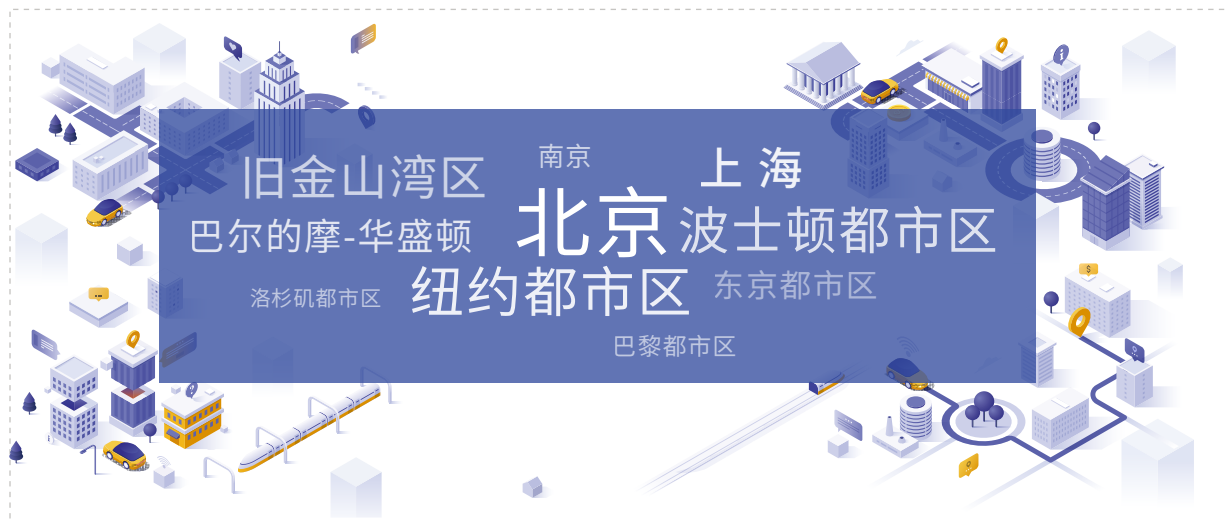 南京
上海
旧金山湾区
北京
巴尔的摩-华盛顿
波士顿都市区
纽约都市区
东京都市区
洛杉矶都市区
巴黎都市区